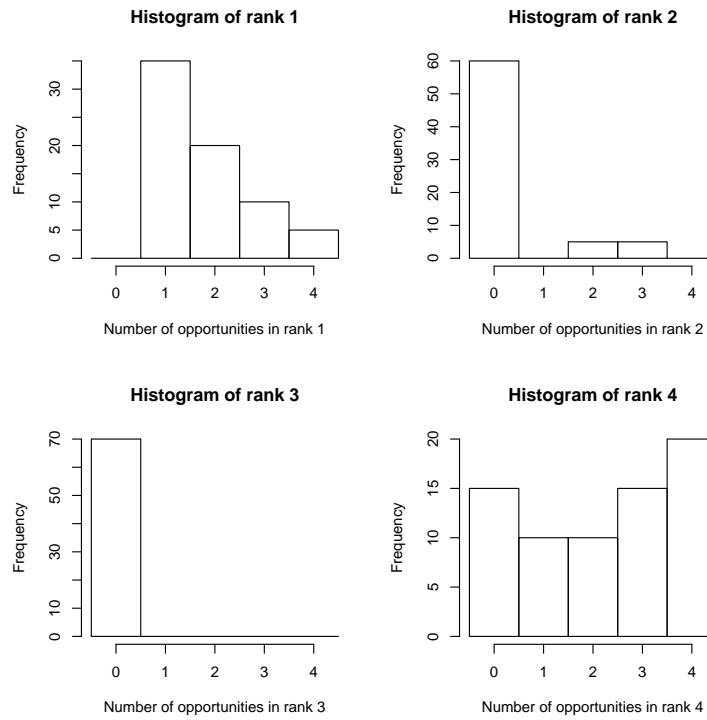 Histogram of rank 1
Frequency
0 5 10 20 30
0 1 2 3 4
Number of opportunities in rank 1
Histogram of rank 2
Frequency
0 10 20 30 40 50 60
0 1 2 3 4
Number of opportunities in rank 2
Histogram of rank 3
Frequency
0 10 30 50 70
0 1 2 3 4
Number of opportunities in rank 3
Histogram of rank 4
Frequency
0 5 10 15 20
0 1 2 3 4
Number of opportunities in rank 4